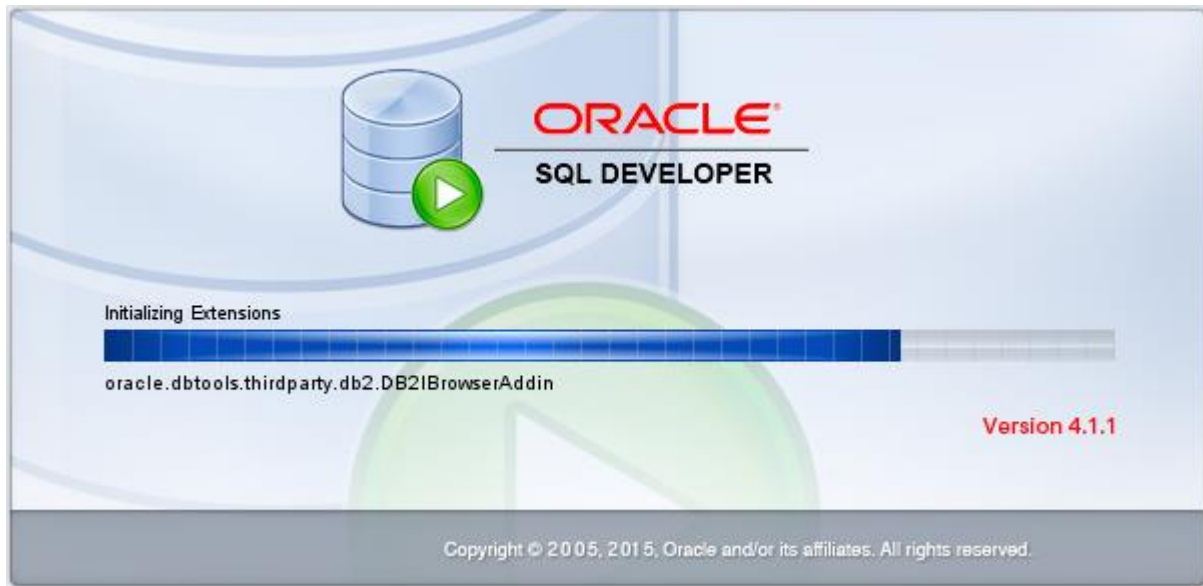 ORACLE®
SQL DEVELOPER
Initializing Extensions
oracle.dbtools.thirdparty.db2.DB2IBrowserAddin
Version 4.1.1
Copyright © 2005, 2015, Oracle and/or its affiliates. All rights reserved.